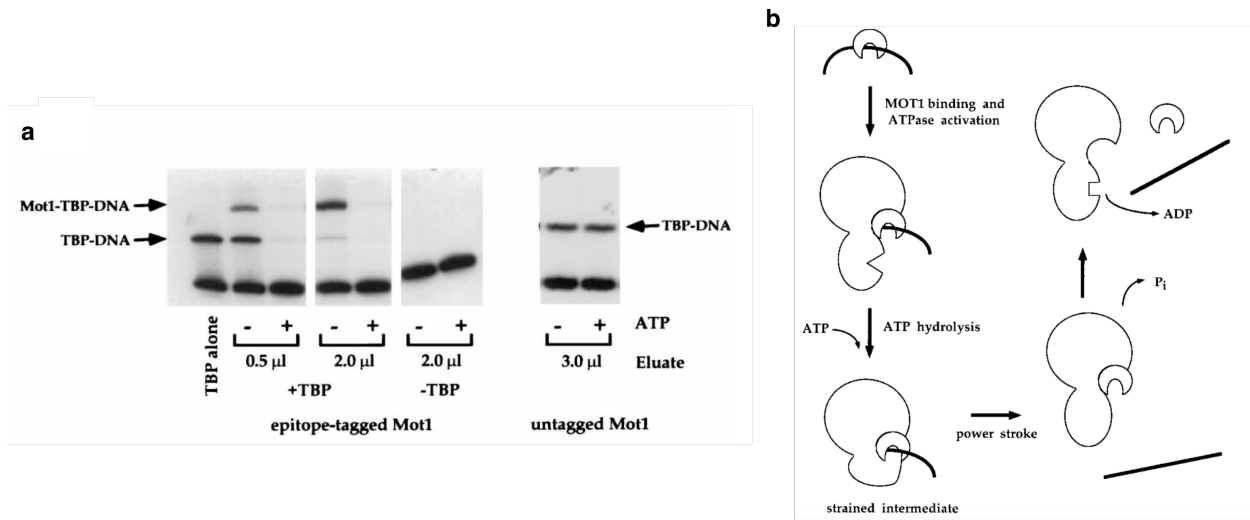 a
Mot1-TBP-DNA
TBP-DNA
TBP-DNA
- + - + - + - + ATP
TBP alone
0.5 µl 2.0 µl 2.0 µl 3.0 µl Eluate
+TBP -TBP
epitope-tagged Mot1 untagged Mot1
b
MOT1 binding and
ATPase activation
ATP
ATP hydrolysis
strained intermediate
power stroke
Pi
ADP